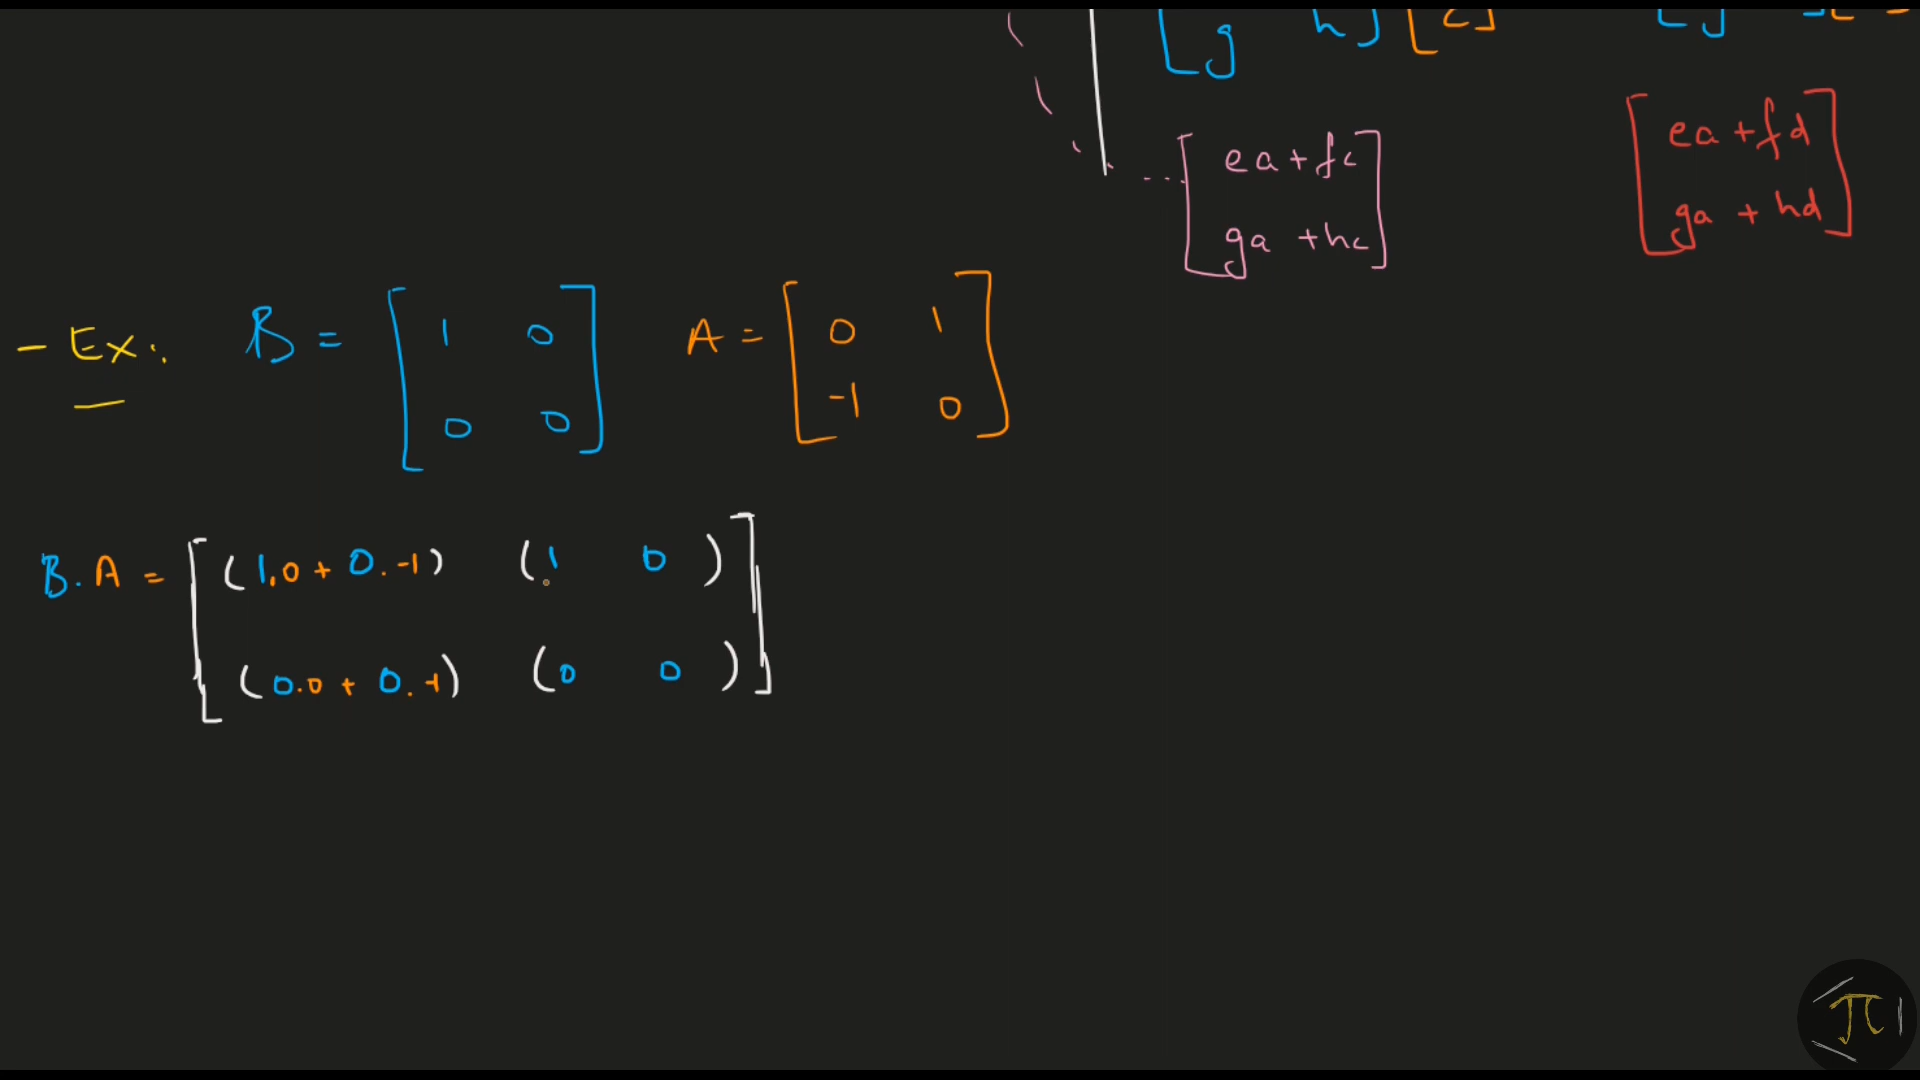 [g h] [c]
[g
[ea + fc
ga + hc]
[ea + fd
ga + hd]
- Ex: B = [1 0 A = [0 1
0 0] -1 0]
B . A = [(1.0 + 0.-1) (1. 0 )
(0.0 + 0.-1) (0 0 )]
π